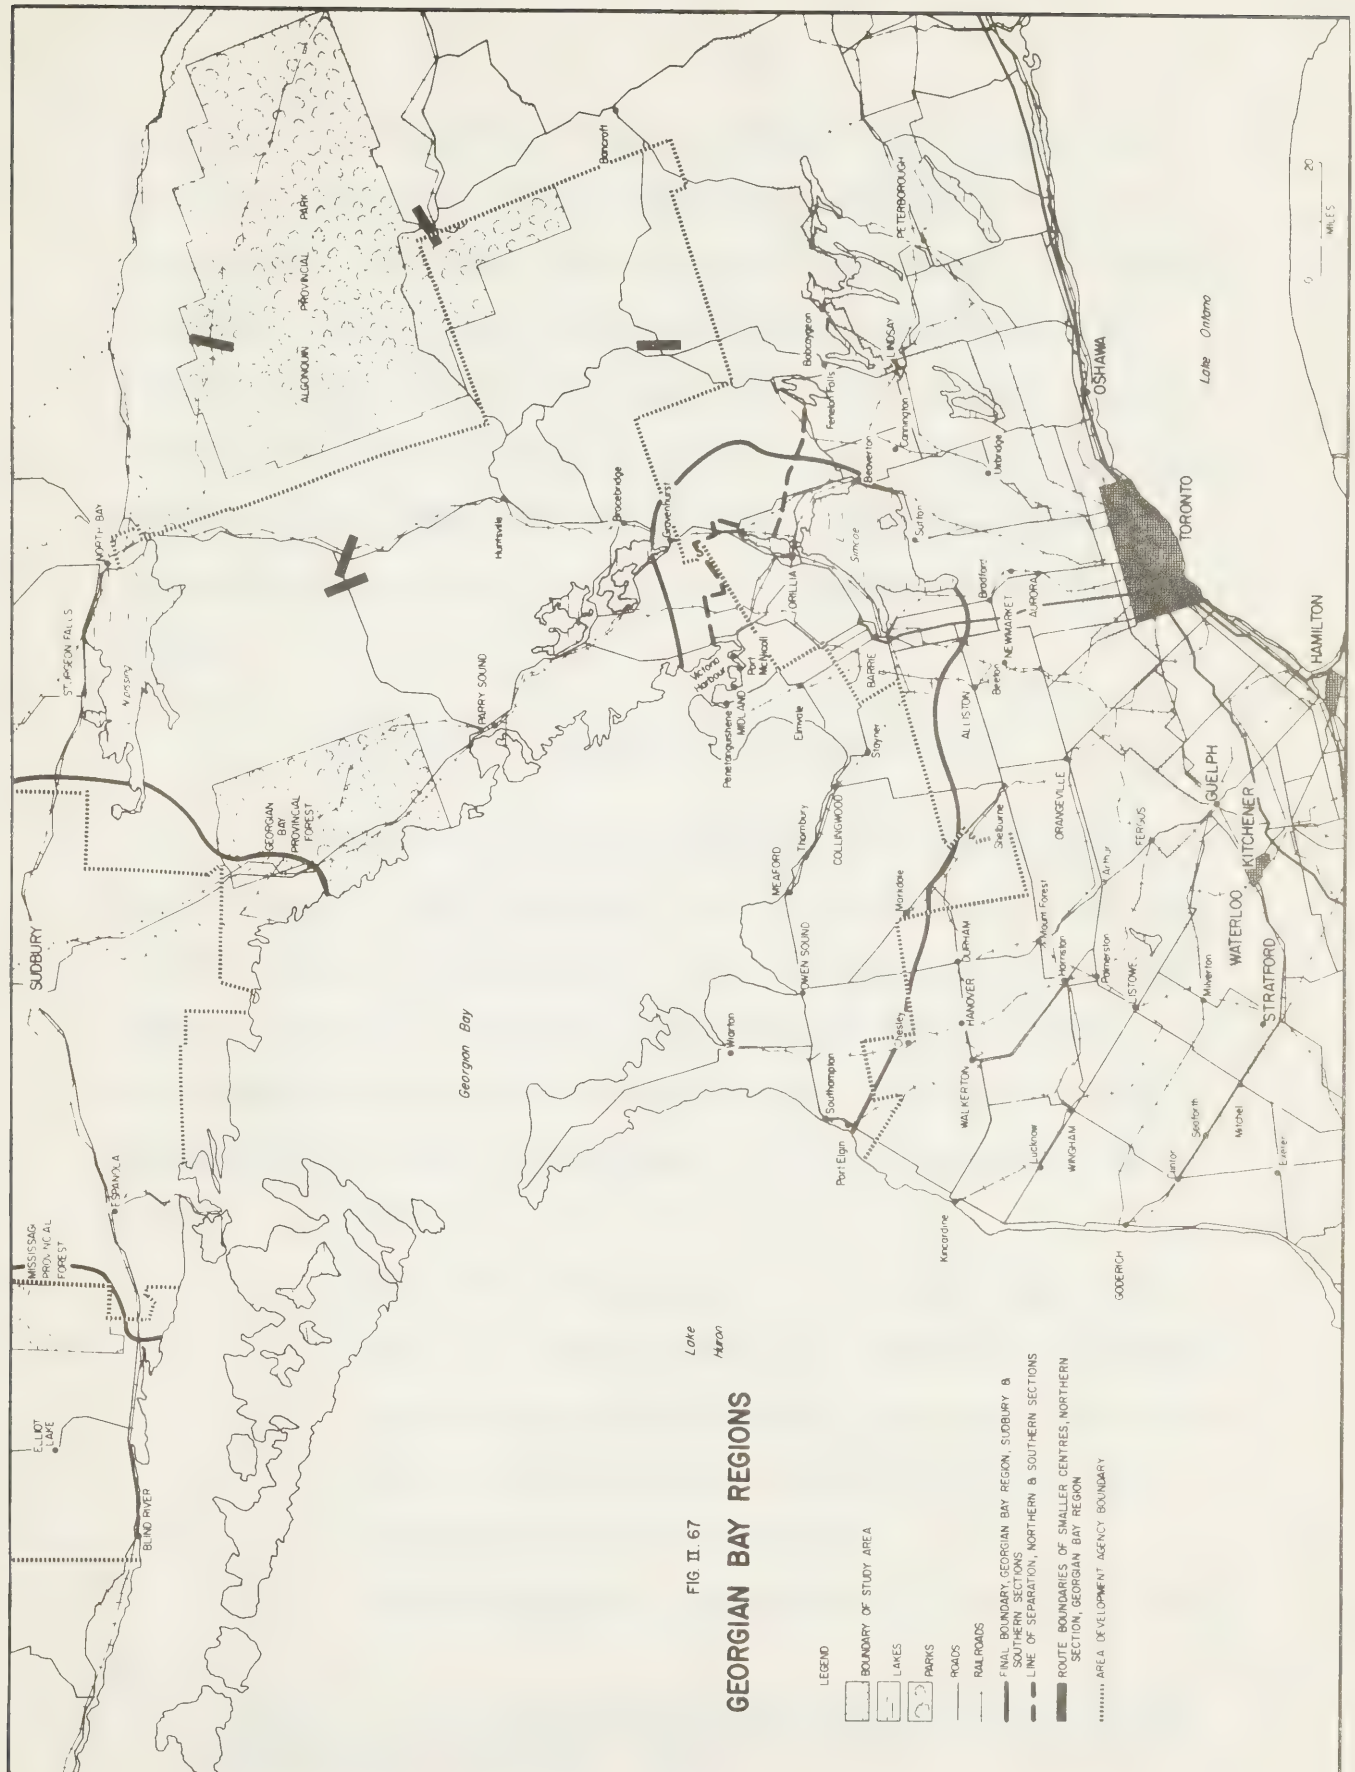 FIG. II. 67
GEORGIAN BAY REGIONS
LEGEND
BOUNDARY OF STUDY AREA
LAKES
PARKS
ROADS
RAILROADS
FINAL BOUNDARY, GEORGIAN BAY REGION, SUDBURY &
SOUTHERN SECTIONS
LINE OF SEPARATION, NORTHERN & SOUTHERN SECTIONS
ROUTE BOUNDARIES OF SMALLER CENTRES, NORTHERN
SECTION, GEORGIAN BAY REGION
AREA DEVELOPMENT AGENCY BOUNDARY
Lake
Huron
Georgian Bay
Lake Ontario
0 20
MILES
BLIND RIVER
ELLIOT
LAKE
MISSISSAG
PROVINCIAL
FOREST
ESPANOLA
SUDBURY
STURGEON FALLS
NORTH BAY
GEORGIAN
BAY
PROVINCIAL
FOREST
ALGONQUIN PROVINCIAL PARK
PARRY SOUND
Huntsville
Bracebridge
Gravenhurst
Bancroft
Victoria
Harbour
Port
McNicoll
Penetanguishene
MIDLAND
Elmvale
ORILLIA
Simcoe
BARRIE
Stayner
COLLINGWOOD
Thornbury
MEAFORD
OWEN SOUND
Wiarton
Southampton
Port Elgin
Chesley
Markdale
DURHAM
HANOVER
WALKERTON
Kincardine
Lucknow
WINGHAM
GODERICH
Seaforth
Mitchel
Exeter
STRATFORD
Milverton
Palmerston
Harriston
Mount Forest
Arthur
FERGUS
ORANGEVILLE
Shelburne
ALLISTON
Beeton
Bradford
NEWMARKET
AURORA
Sutton
Beaverton
Cannington
Uxbridge
LINDSAY
Fenelon Falls
Bobcaygeon
PETERBOROUGH
OSHAWA
TORONTO
HAMILTON
GUELPH
KITCHENER
WATERLOO